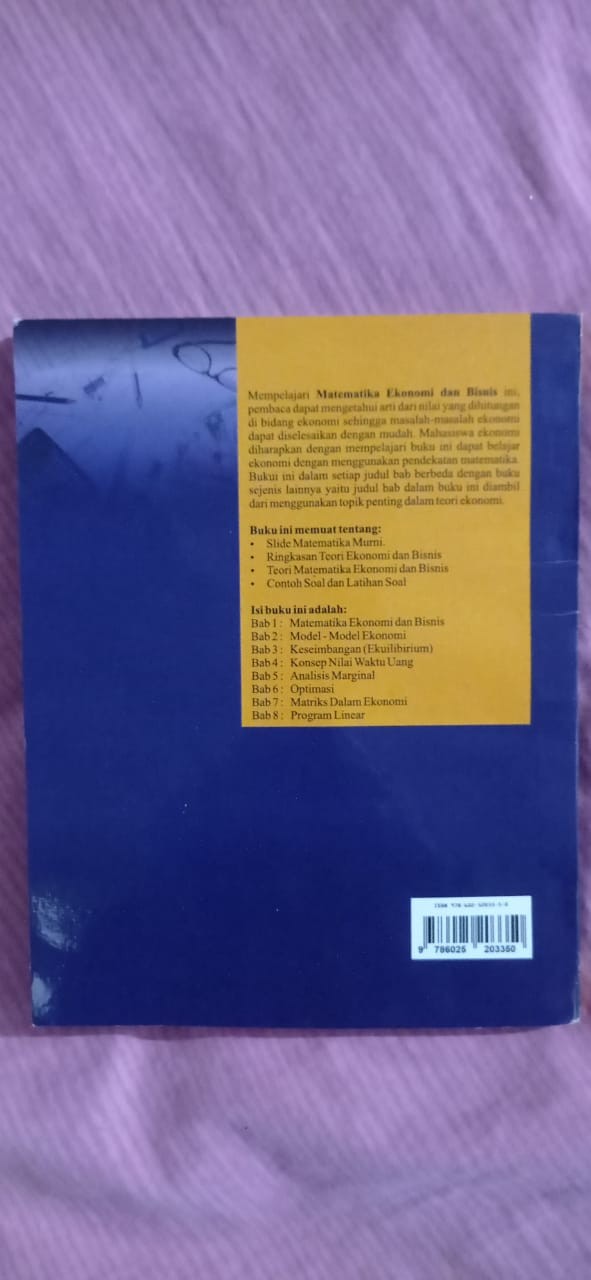 Mempelajari Matematika Ekonomi dan Bisnis ini,
pembaca dapat mengetahui arti dari nilai yang dihitungan
di bidang ekonomi sehingga masalah-masalah ekonomi
dapat diselesaikan dengan mudah. Mahasiswa ekonomi
diharapkan dengan mempelajari buku ini dapat belajar
ekonomi dengan menggunakan pendekatan matematika.
Bukui ini dalam setiap judul bab berbeda dengan buku
sejenis lainnya yaitu judul bab dalam buku ini diambil
dari menggunakan topik penting dalam teori ekonomi.
Buku ini memuat tentang:
• Slide Matematika Murni.
• Ringkasan Teori Ekonomi dan Bisnis
• Teori Matematika Ekonomi dan Bisnis
• Contoh Soal dan Latihan Soal
Isi buku ini adalah:
Bab 1 : Matematika Ekonomi dan Bisnis
Bab 2 : Model - Model Ekonomi
Bab 3 : Keseimbangan (Ekuilibirium)
Bab 4 : Konsep Nilai Waktu Uang
Bab 5 : Analisis Marginal
Bab 6 : Optimasi
Bab 7 : Matriks Dalam Ekonomi
Bab 8 : Program Linear
ISBN 978
9 786025 203350